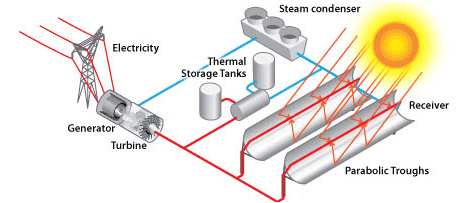 Steam condenser
Electricity
Thermal
Storage Tanks
Receiver
Generator
Turbine
Parabolic Troughs